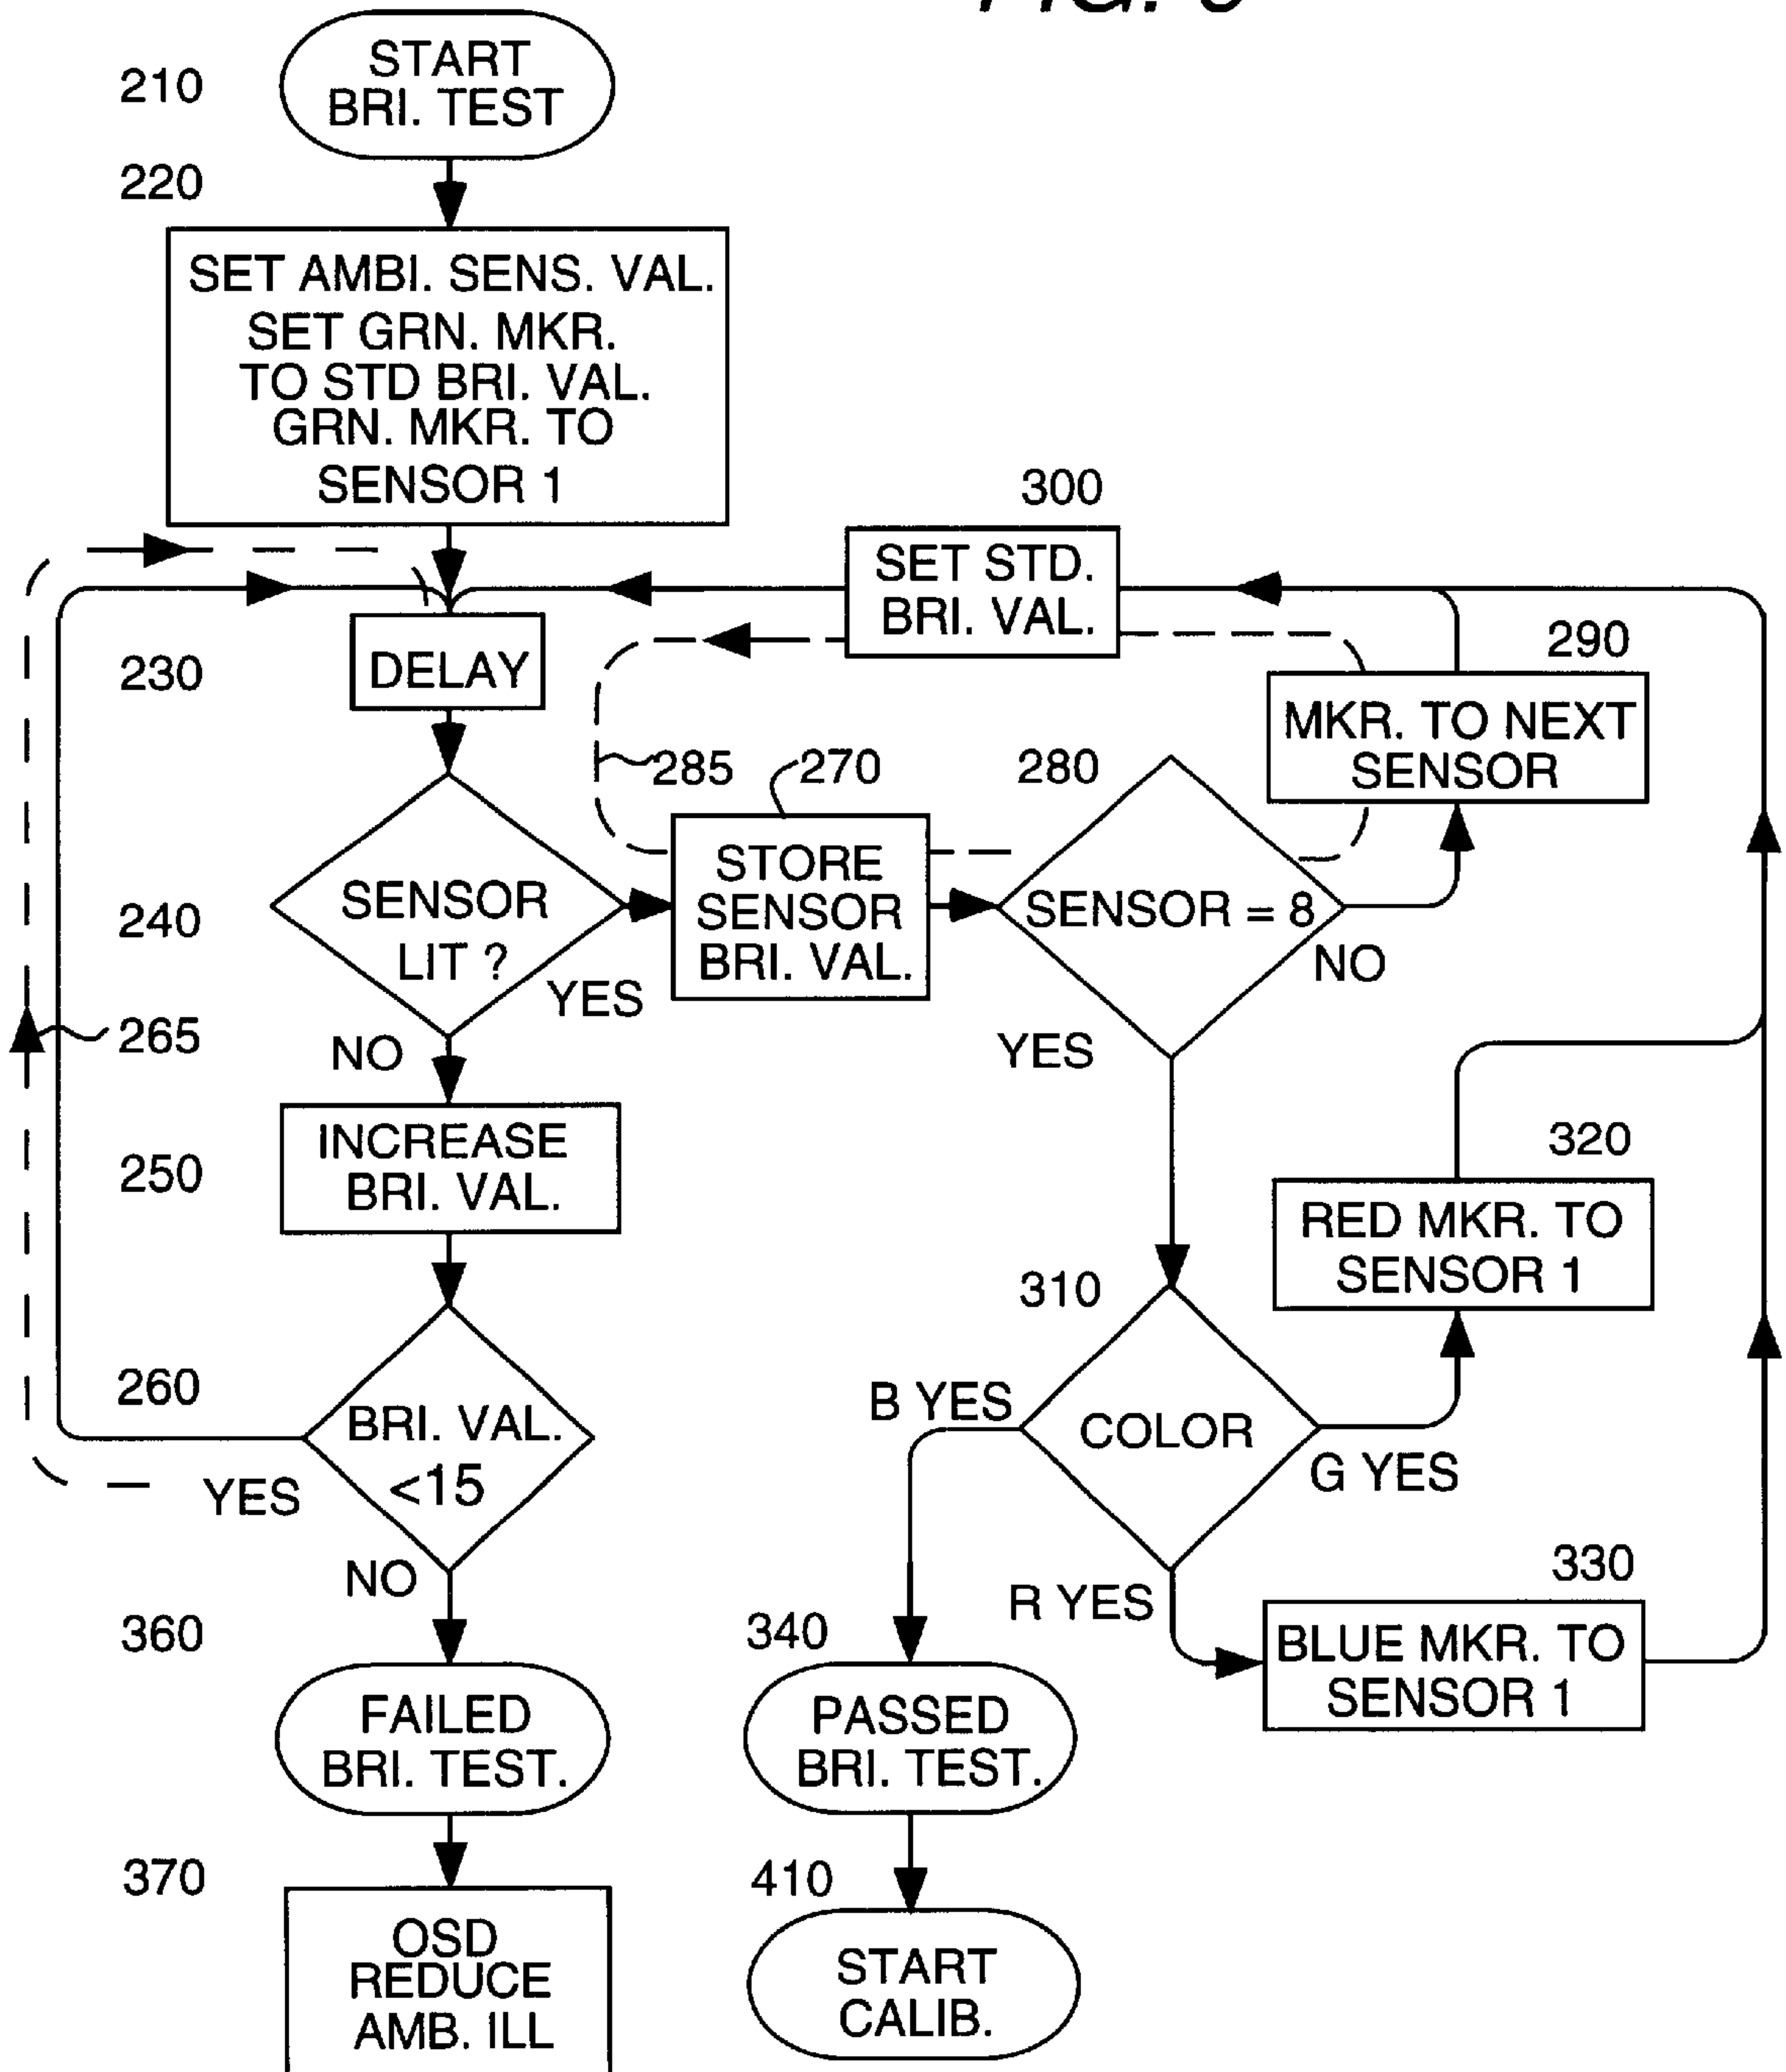 210
START
BRI. TEST
220
SET AMBI. SENS. VAL.
SET GRN. MKR.
TO STD BRI. VAL.
GRN. MKR. TO
SENSOR 1
300
SET STD.
BRI. VAL.
290
230
DELAY
MKR. TO NEXT
SENSOR
285
270
280
STORE
SENSOR
BRI. VAL.
240
SENSOR
LIT ?
SENSOR = 8
YES
NO
265
NO
YES
250
INCREASE
BRI. VAL.
320
RED MKR. TO
SENSOR 1
310
260
BRI. VAL.
<15
B YES
COLOR
G YES
YES
NO
R YES
330
BLUE MKR. TO
SENSOR 1
360
340
FAILED
BRI. TEST.
PASSED
BRI. TEST.
370
410
OSD
REDUCE
AMB. ILL
START
CALIB.